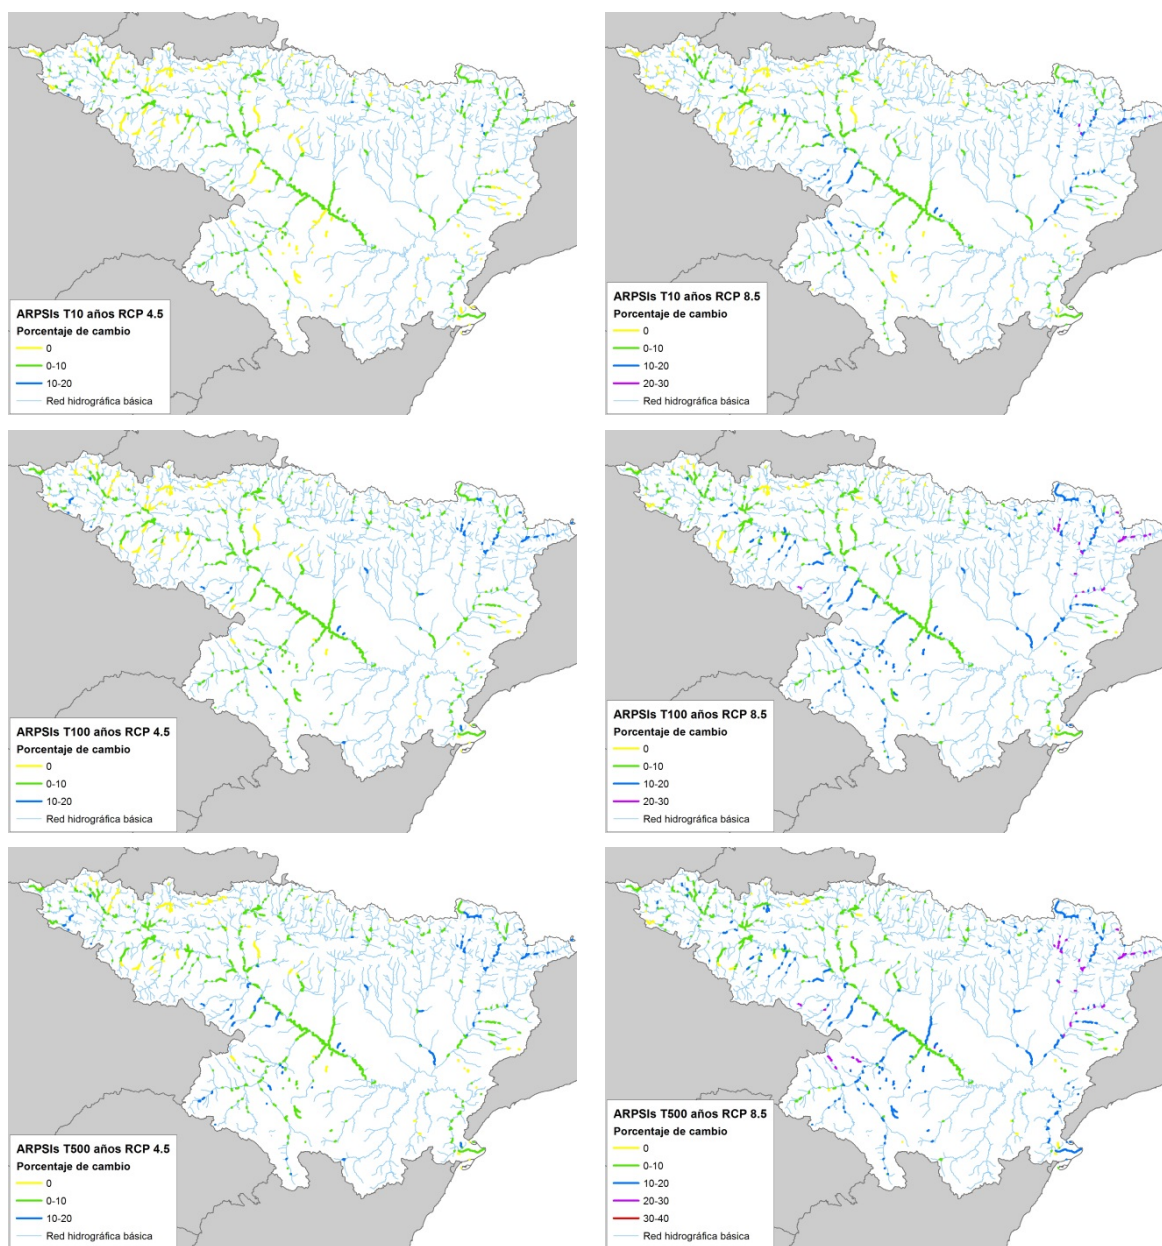 ARPSIs T10 años RCP 4.5
Porcentaje de cambio
0
0-10
10-20
Red hidrográfica básica
ARPSIs T10 años RCP 8.5
Porcentaje de cambio
0
0-10
10-20
20-30
Red hidrográfica básica
ARPSIs T100 años RCP 4.5
Porcentaje de cambio
0
0-10
10-20
Red hidrográfica básica
ARPSIs T100 años RCP 8.5
Porcentaje de cambio
0
0-10
10-20
20-30
Red hidrográfica básica
ARPSIs T500 años RCP 4.5
Porcentaje de cambio
0
0-10
10-20
Red hidrográfica básica
ARPSIs T500 años RCP 8.5
Porcentaje de cambio
0
0-10
10-20
20-30
30-40
Red hidrográfica básica